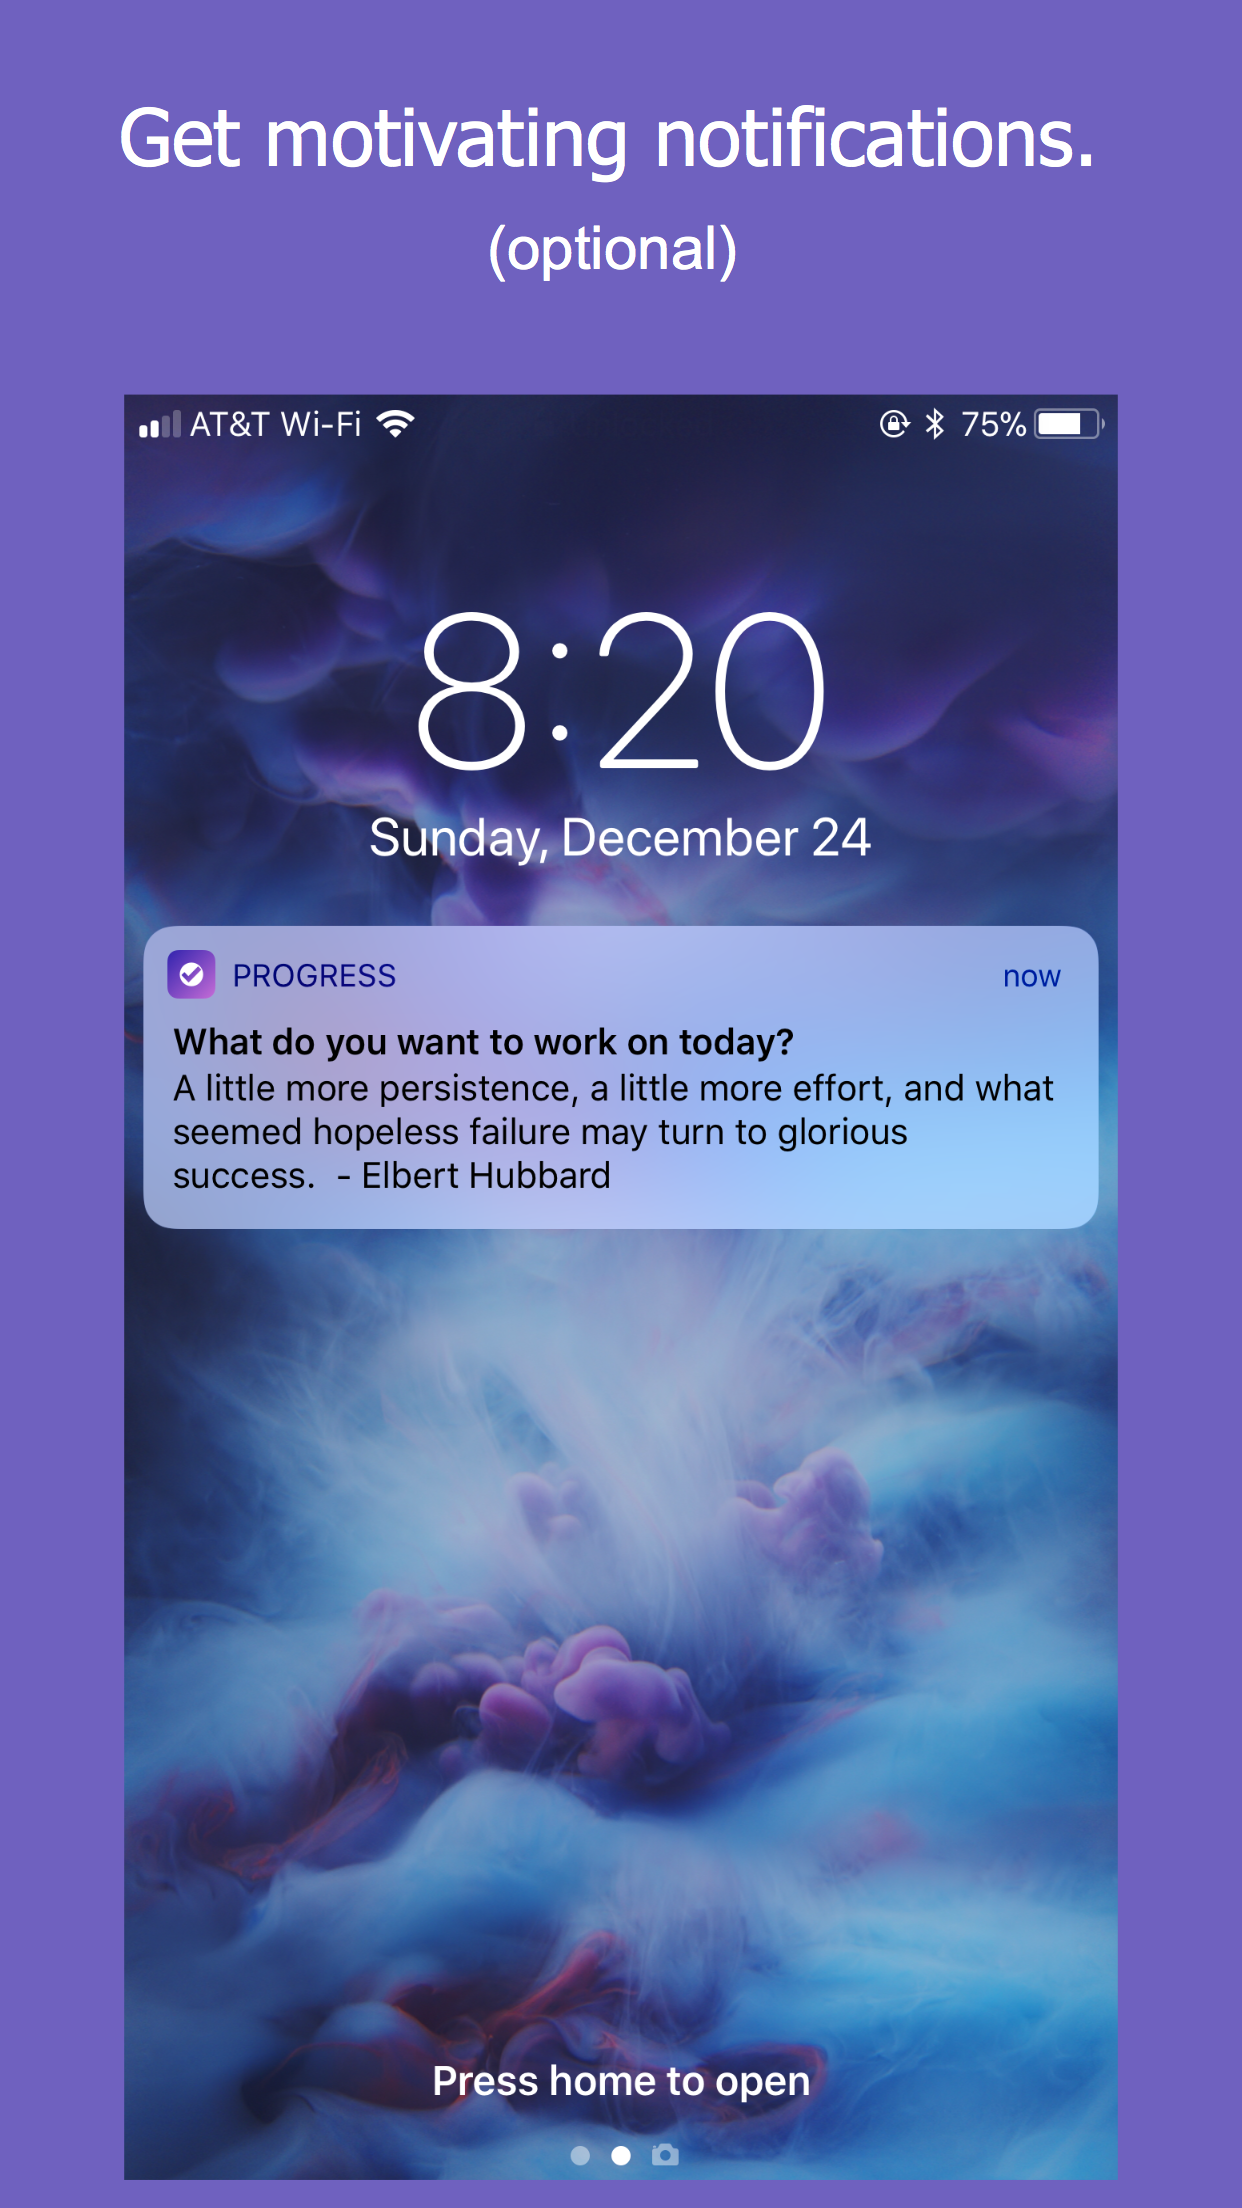 Get motivating notifications.
(optional)
AT&T Wi-Fi 75%
8:20
Sunday, December 24
PROGRESS now
What do you want to work on today?
A little more persistence, a little more effort, and what
seemed hopeless failure may turn to glorious
success.  - Elbert Hubbard
Press home to open